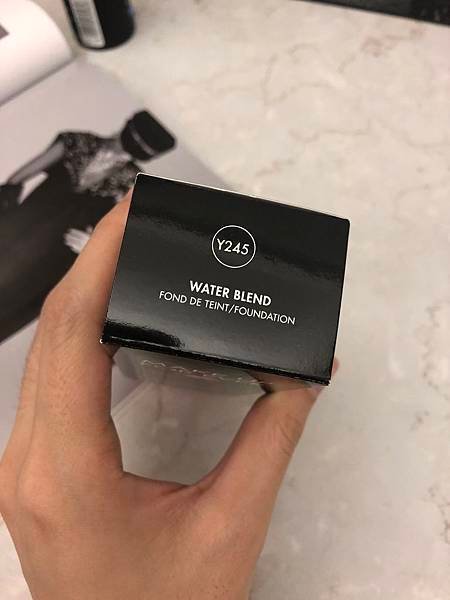 Y245
WATER BLEND
FOND DE TEINT/FOUNDATION